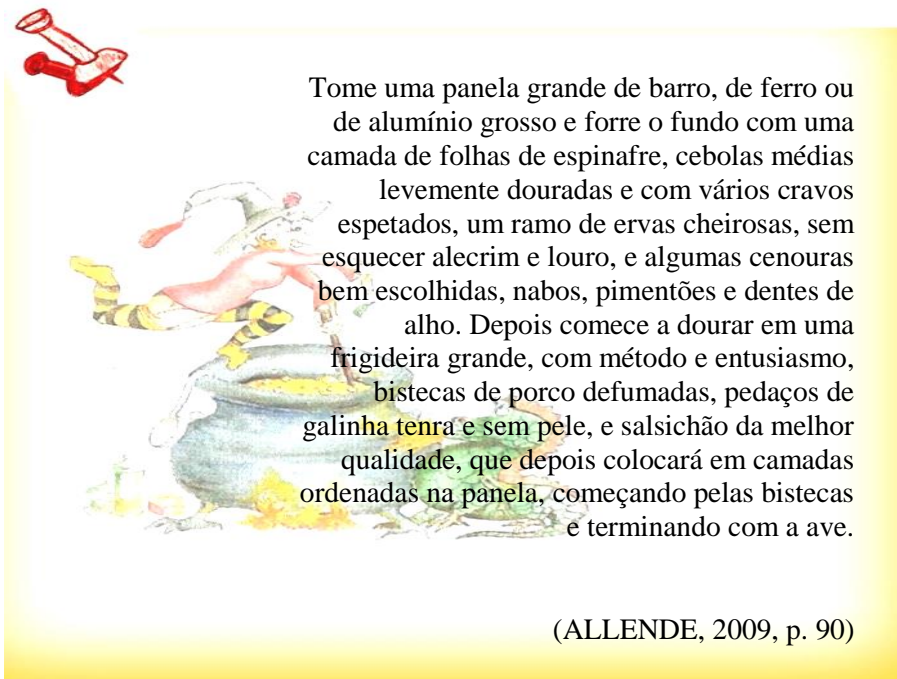 Tome uma panela grande de barro, de ferro ou
de alumínio grosso e forre o fundo com uma
camada de folhas de espinafre, cebolas médias
levemente douradas e com vários cravos
espetados, um ramo de ervas cheirosas, sem
esquecer alecrim e louro, e algumas cenouras
bem escolhidas, nabos, pimentões e dentes de
alho. Depois comece a dourar em uma
frigideira grande, com método e entusiasmo,
bistecas de porco defumadas, pedaços de
galinha tenra e sem pele, e salsichão da melhor
qualidade, que depois colocará em camadas
ordenadas na panela, começando pelas bistecas
e terminando com a ave.
(ALLENDE, 2009, p. 90)